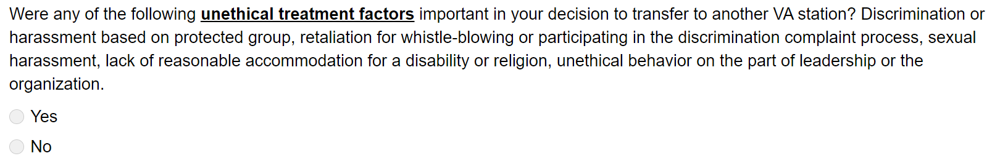 Were any of the following unethical treatment factors important in your decision to transfer to another VA station? Discrimination or
harassment based on protected group, retaliation for whistle-blowing or participating in the discrimination complaint process, sexual
harassment, lack of reasonable accommodation for a disability or religion, unethical behavior on the part of leadership or the
organization.
Yes
No